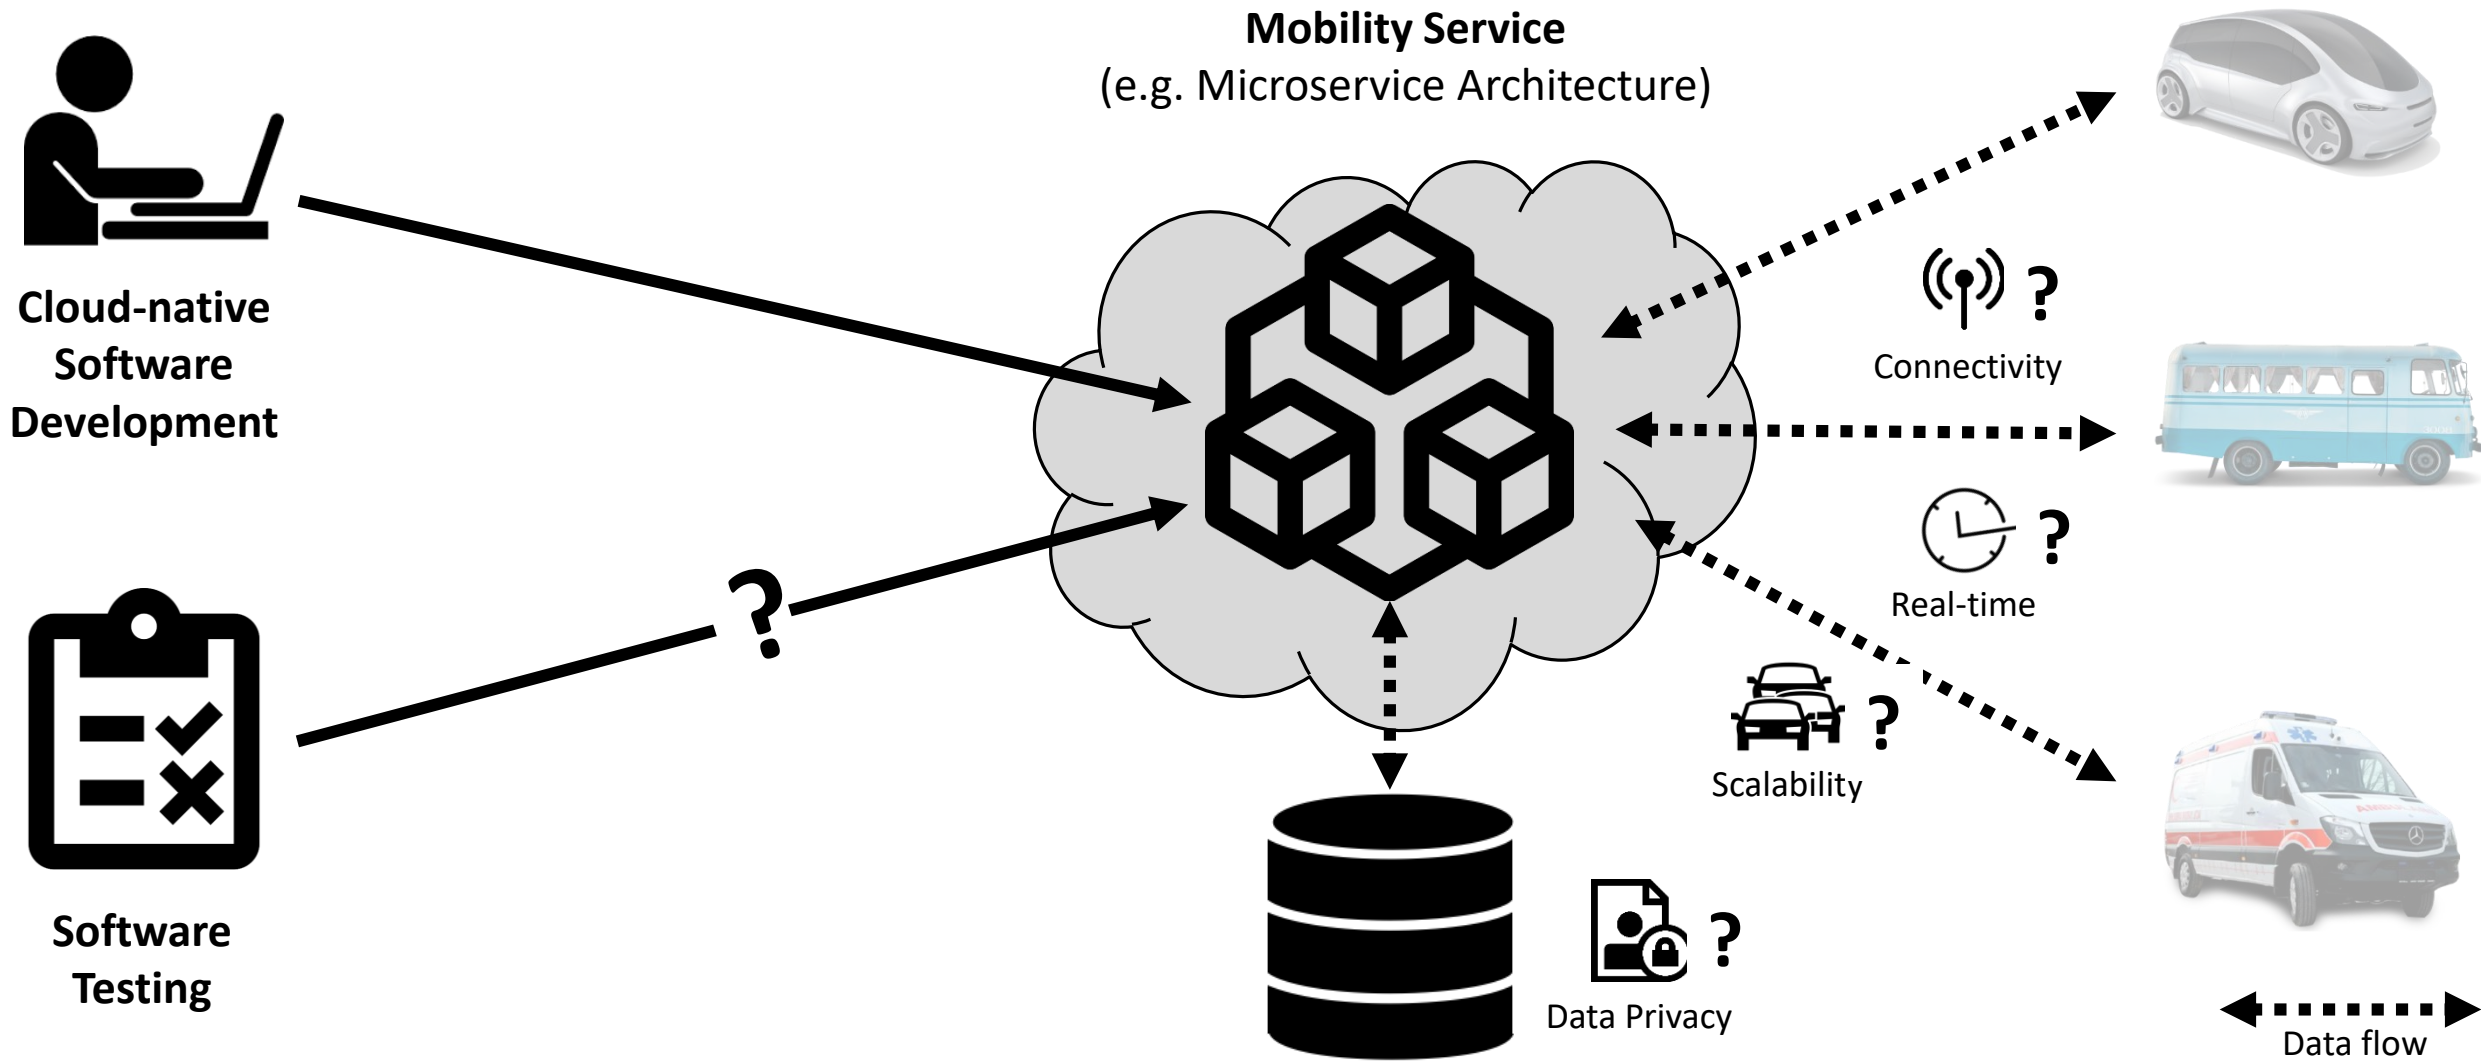 Mobility Service
(e.g. Microservice Architecture)
Cloud-native
Software
Development
?
Connectivity
?
Real-time
?
?
Scalability
Software
Testing
?
Data Privacy
Data flow